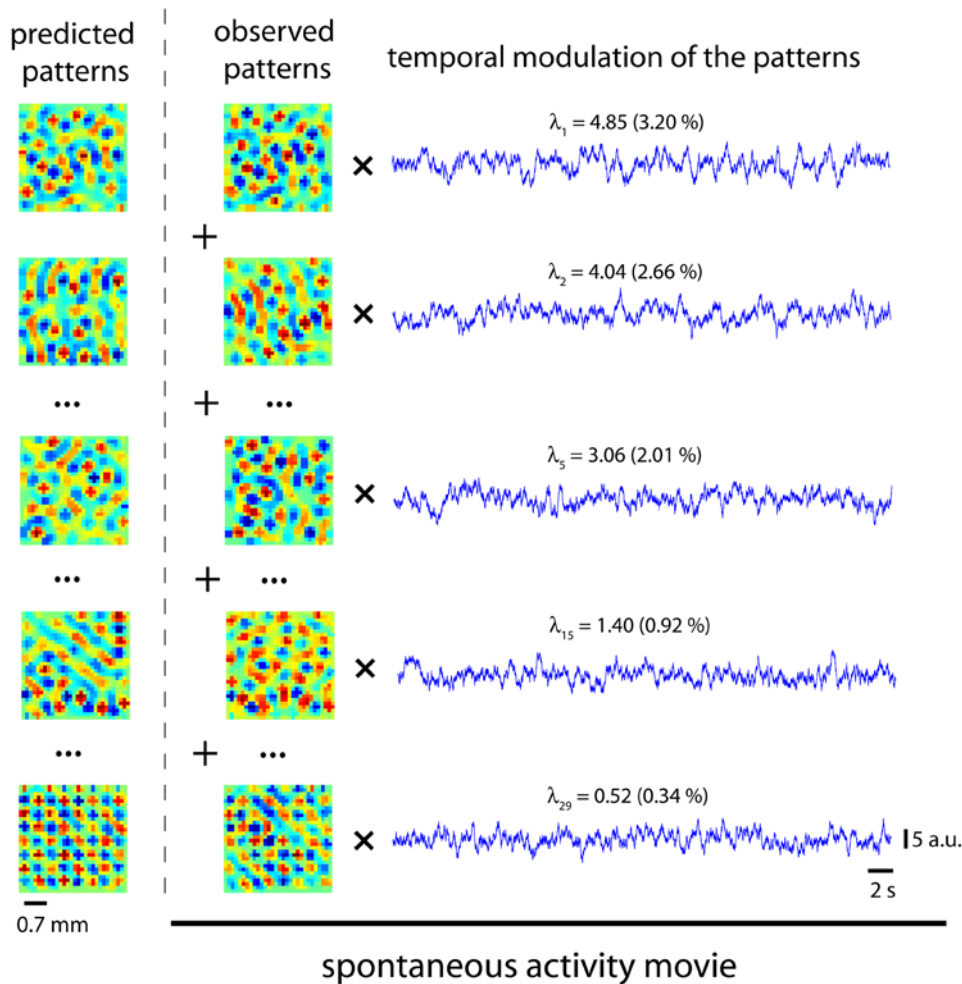 predicted
patterns
observed
patterns
temporal modulation of the patterns
λ1 = 4.85 (3.20 %)
×
+
λ2 = 4.04 (2.66 %)
×
...
+ ...
λ5 = 3.06 (2.01 %)
×
...
+ ...
λ15 = 1.40 (0.92 %)
×
...
+ ...
λ29 = 0.52 (0.34 %)
×
5 a.u.
2 s
0.7 mm
spontaneous activity movie